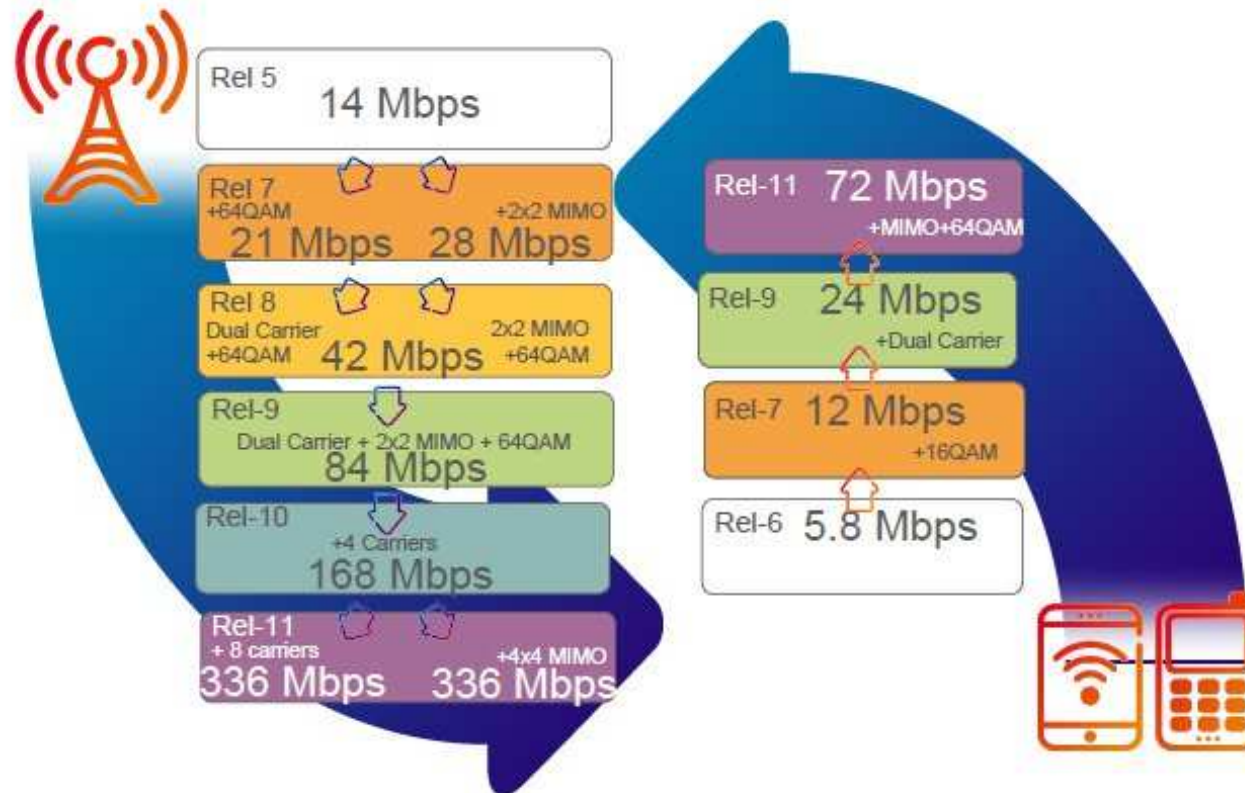 Rel 5
14 Mbps
Rel 7
+64QAM +2x2 MIMO
21 Mbps 28 Mbps
Rel 8
Dual Carrier 2x2 MIMO
+64QAM 42 Mbps +64QAM
Rel-9
Dual Carrier + 2x2 MIMO + 64QAM
84 Mbps
Rel-10
+4 Carriers
168 Mbps
Rel-11
+ 8 carriers +4x4 MIMO
336 Mbps 336 Mbps
Rel-11 72 Mbps
+MIMO+64QAM
Rel-9 24 Mbps
+Dual Carrier
Rel-7 12 Mbps
+16QAM
Rel-6 5.8 Mbps